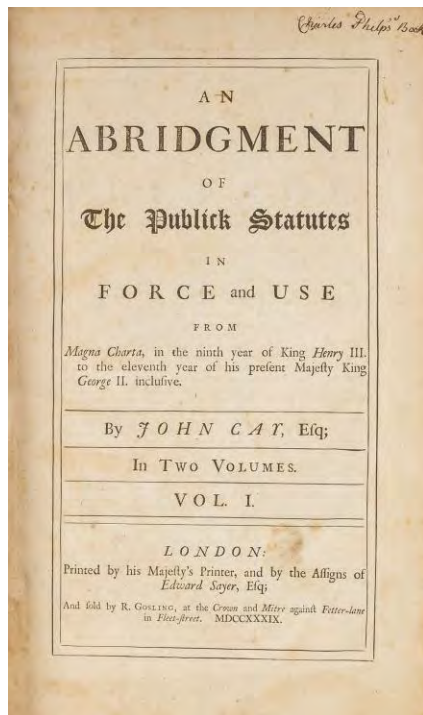 Charles Phelps' Book
AN
ABRIDGMENT
OF
The Publick Statutes
IN
FORCE and USE
FROM
Magna Charta, in the ninth year of King Henry III.
to the eleventh year of his present Majeſty King
George II. incluſive.
By JOHN CAY, Eſq;
In TWO VOLUMES.
VOL. I.
LONDON:
Printed by his Majeſty's Printer, and by the Aſſigns of
Edward Sayer, Eſq;
And ſold by R. GOSLING, at the Crown and Mitre againſt Fetter-lane
in Fleet-ſtreet. MDCCXXXIX.